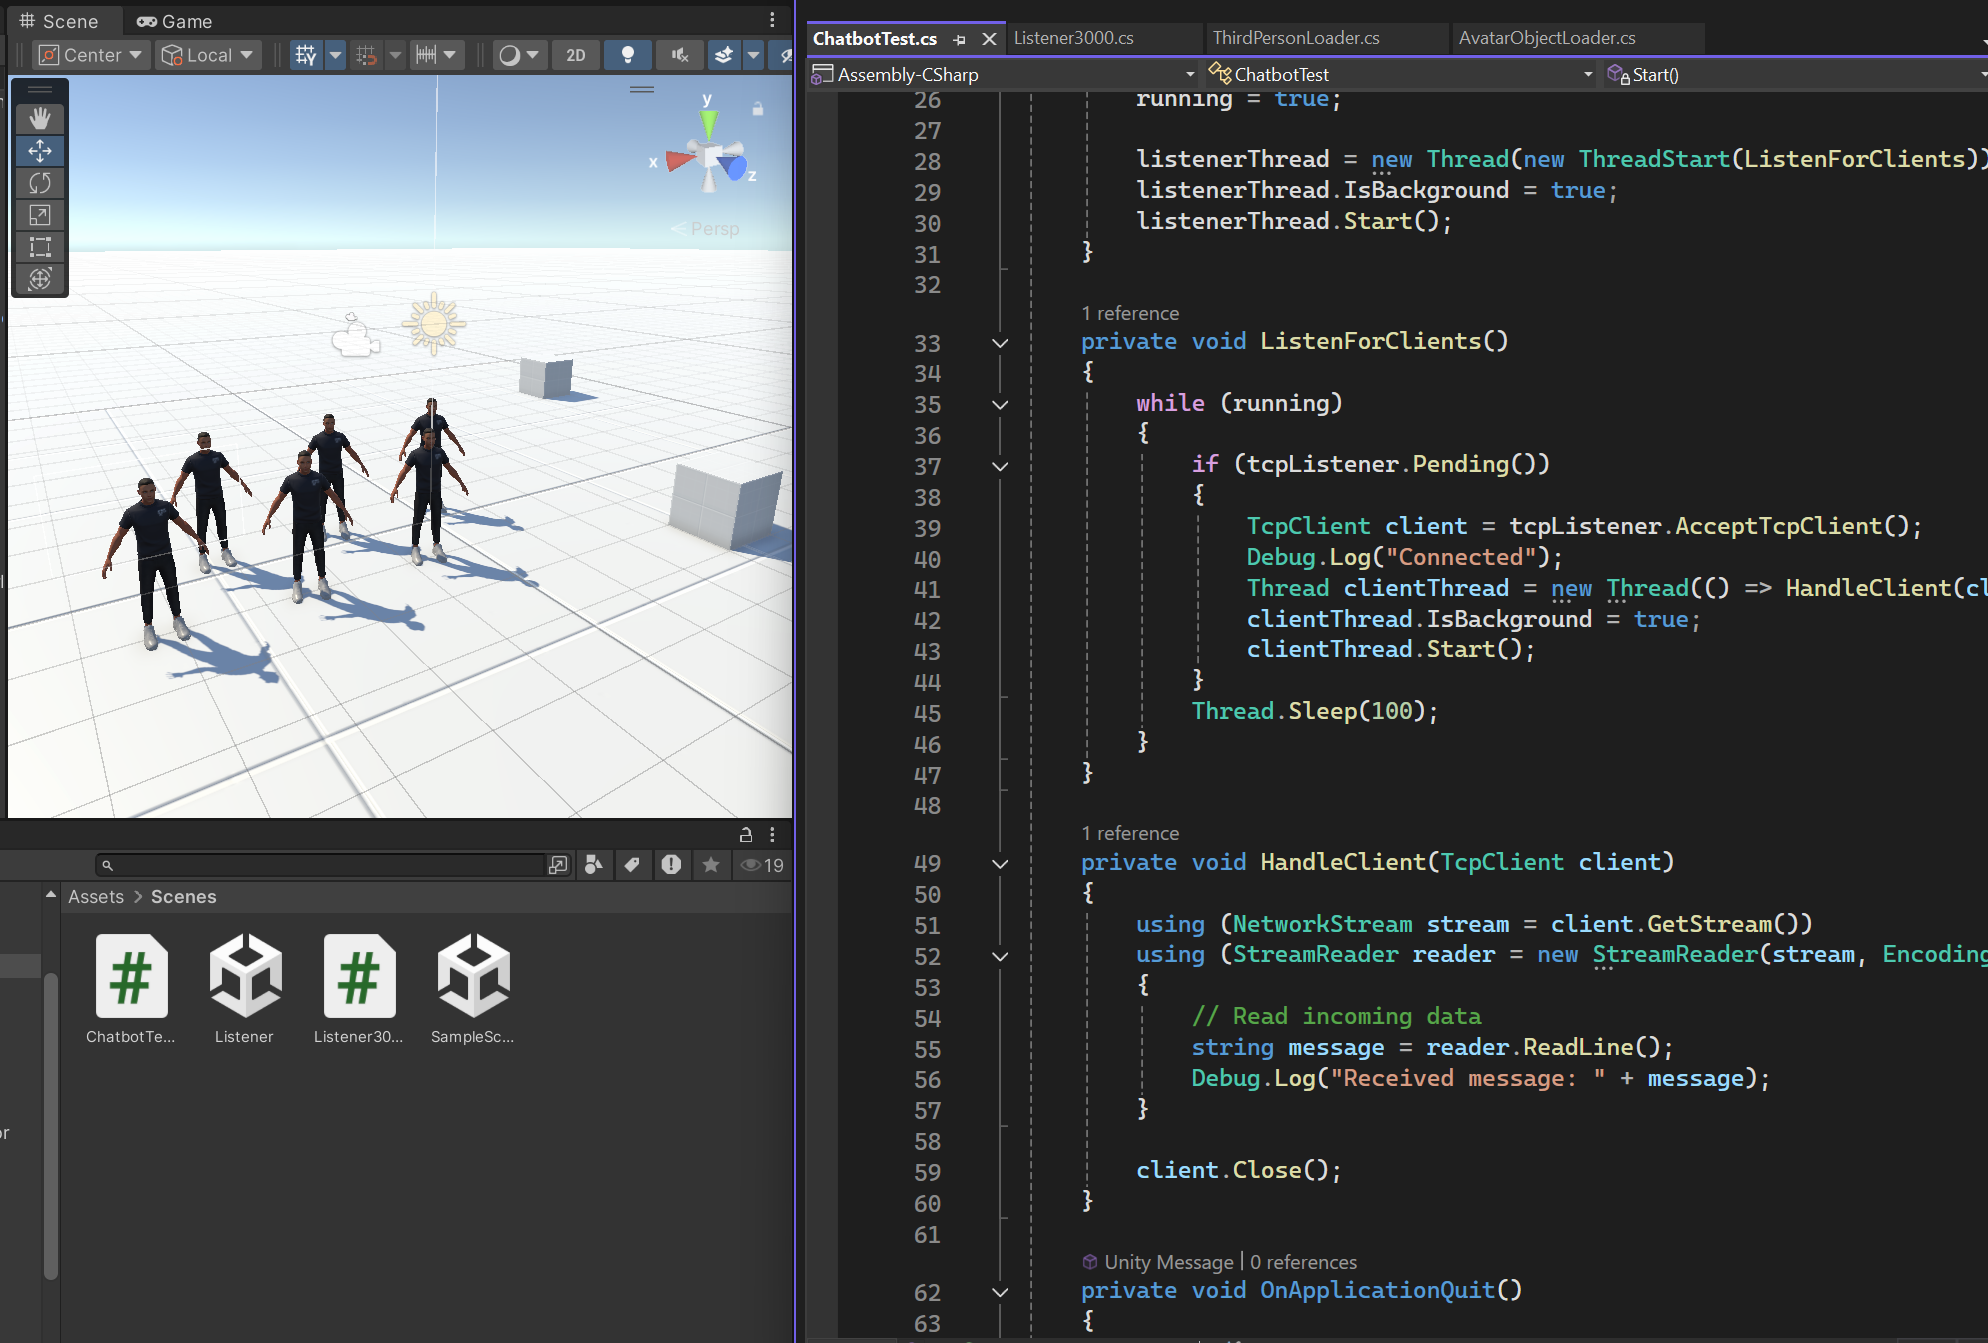 Scene
Game
Center
Local
2D
y
x
z
Persp
19
Assets > Scenes
ChatbotTe...
Listener
Listener30...
SampleSc...
ChatbotTest.cs
Listener3000.cs
ThirdPersonLoader.cs
AvatarObjectLoader.cs
Assembly-CSharp
ChatbotTest
Start()
26 running = true;
27
28 listenerThread = new Thread(new ThreadStart(ListenForClients))
29 listenerThread.IsBackground = true;
30 listenerThread.Start();
31 }
32
1 reference
33 private void ListenForClients()
34 {
35 while (running)
36 {
37 if (tcpListener.Pending())
38 {
39 TcpClient client = tcpListener.AcceptTcpClient();
40 Debug.Log("Connected");
41 Thread clientThread = new Thread(() => HandleClient(cl
42 clientThread.IsBackground = true;
43 clientThread.Start();
44 }
45 Thread.Sleep(100);
46 }
47 }
48
1 reference
49 private void HandleClient(TcpClient client)
50 {
51 using (NetworkStream stream = client.GetStream())
52 using (StreamReader reader = new StreamReader(stream, Encoding
53 {
54 // Read incoming data
55 string message = reader.ReadLine();
56 Debug.Log("Received message: " + message);
57 }
58
59 client.Close();
60 }
61
Unity Message | 0 references
62 private void OnApplicationQuit()
63 {